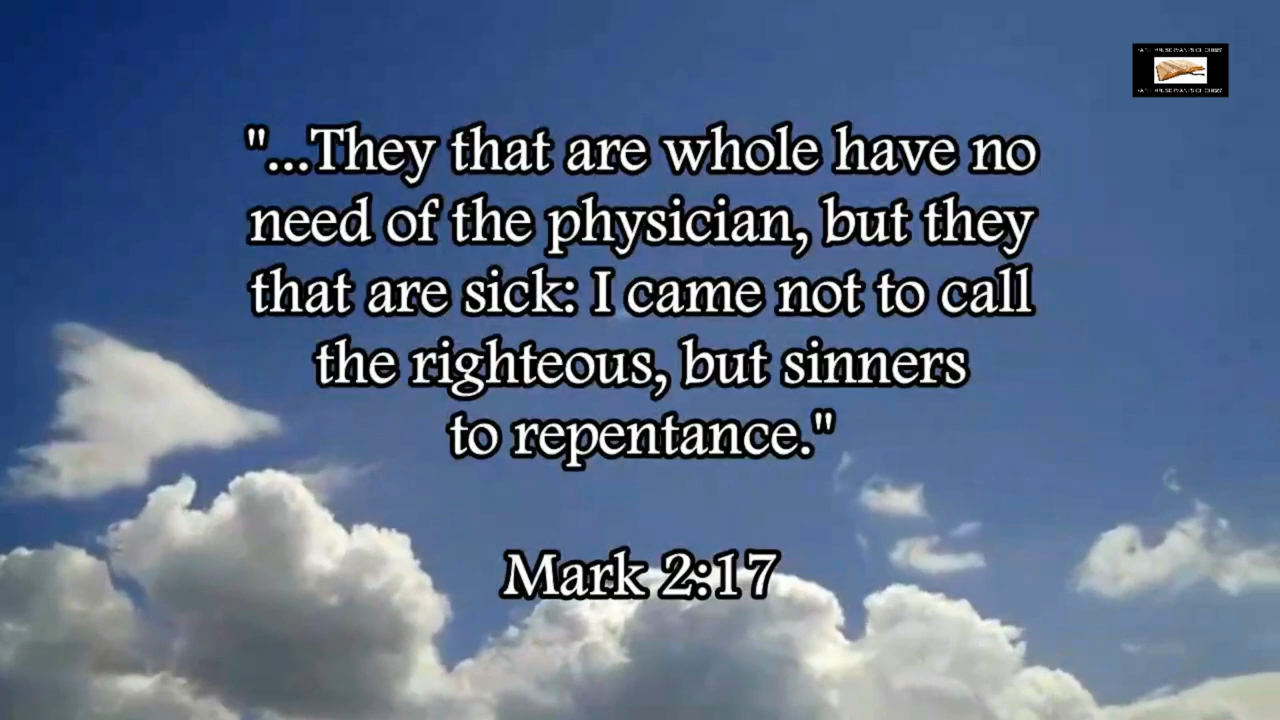 "...They that are whole have no
need of the physician, but they
that are sick: I came not to call
the righteous, but sinners
to repentance."
Mark 2:17